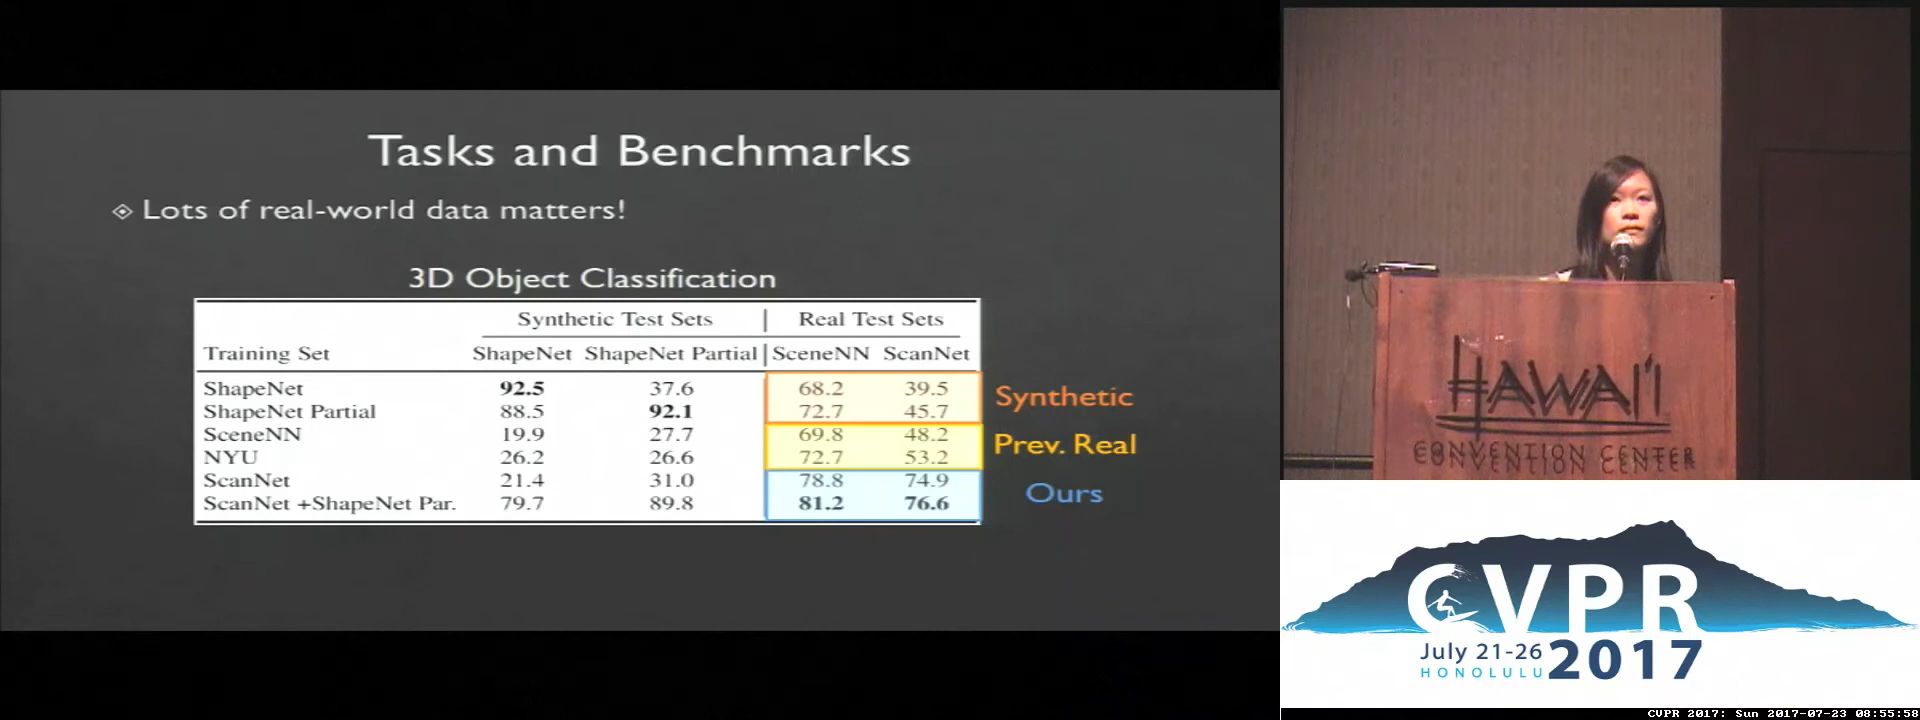 Tasks and Benchmarks
Lots of real-world data matters!
3D Object Classification
Synthetic Test Sets | Real Test Sets
Training Set ShapeNet ShapeNet Partial | SceneNN ScanNet
ShapeNet 92.5 37.6 68.2 39.5
ShapeNet Partial 88.5 92.1 72.7 45.7
Synthetic
SceneNN 19.9 27.7 69.8 48.2
NYU 26.2 26.6 72.7 53.2
Prev. Real
ScanNet 21.4 31.0 78.8 74.9
ScanNet +ShapeNet Par. 79.7 89.8 81.2 76.6
Ours
HAWAI'I
CONVENTION CENTER
CVPR
July 21-26
HONOLULU
2017
CVPR 2017: Sun 2017-07-23 08:55:58